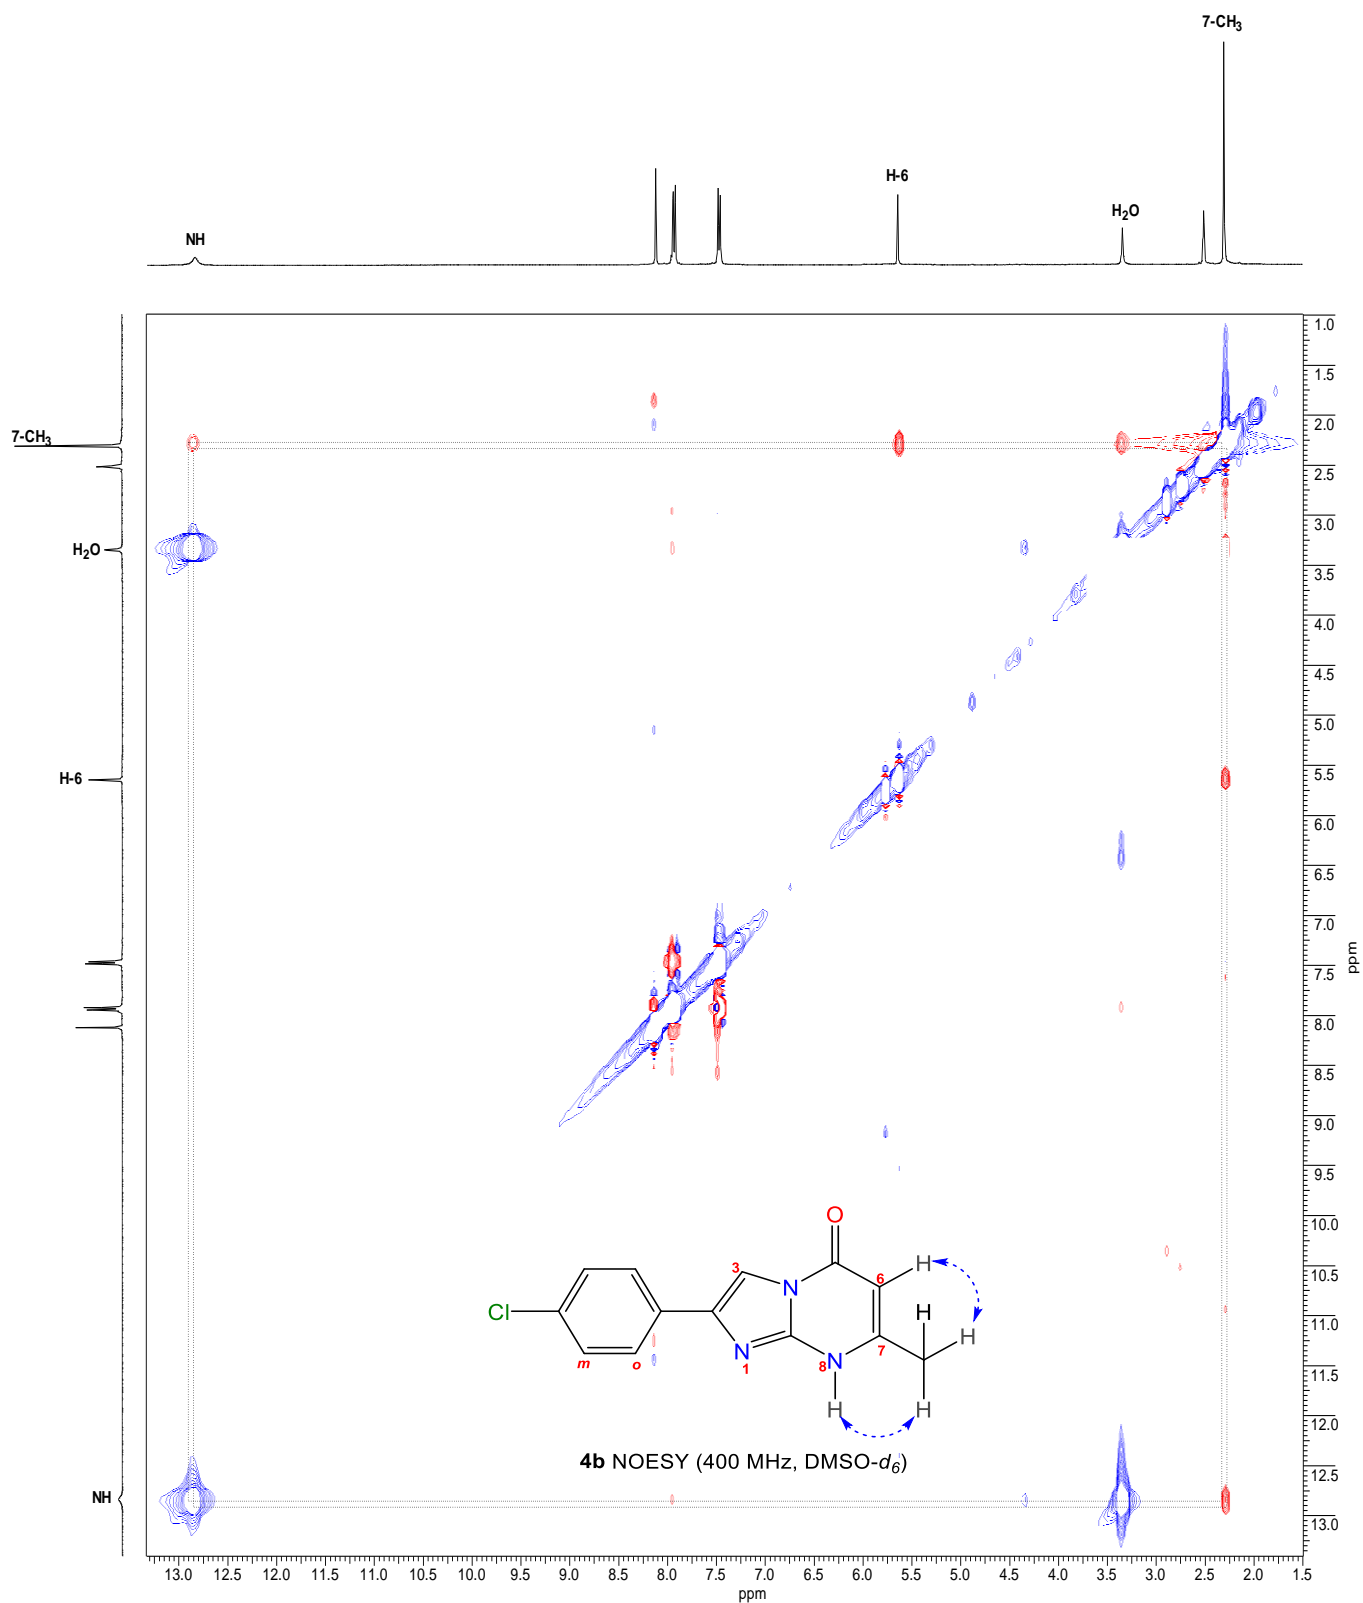 7-CH3
H-6
H2O
NH
7-CH3
H2O
H-6
NH
1.0
1.5
2.0
2.5
3.0
3.5
4.0
4.5
5.0
5.5
6.0
6.5
7.0
7.5
8.0
8.5
9.0
9.5
10.0
10.5
11.0
11.5
12.0
12.5
13.0
ppm
O
H
3
6
N
H
Cl
H
7
N
N
1
8
m
o
H
H
4b NOESY (400 MHz, DMSO-d6)
13.0 12.5 12.0 11.5 11.0 10.5 10.0 9.5 9.0 8.5 8.0 7.5 7.0 6.5 6.0 5.5 5.0 4.5 4.0 3.5 3.0 2.5 2.0 1.5
ppm